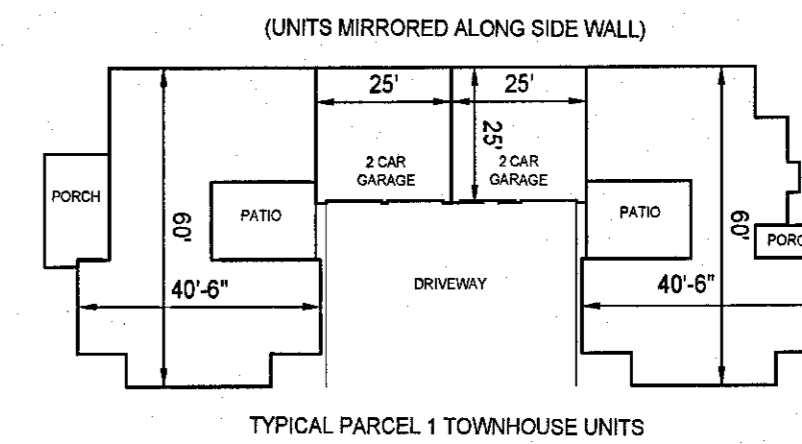 (UNITS MIRRORED ALONG SIDE WALL)
25'
25'
25'
2 CAR
GARAGE
2 CAR
GARAGE
PORCH
PATIO
60'
PATIO
60'
PORC
40'-6"
DRIVEWAY
40'-6"
TYPICAL PARCEL 1 TOWNHOUSE UNITS